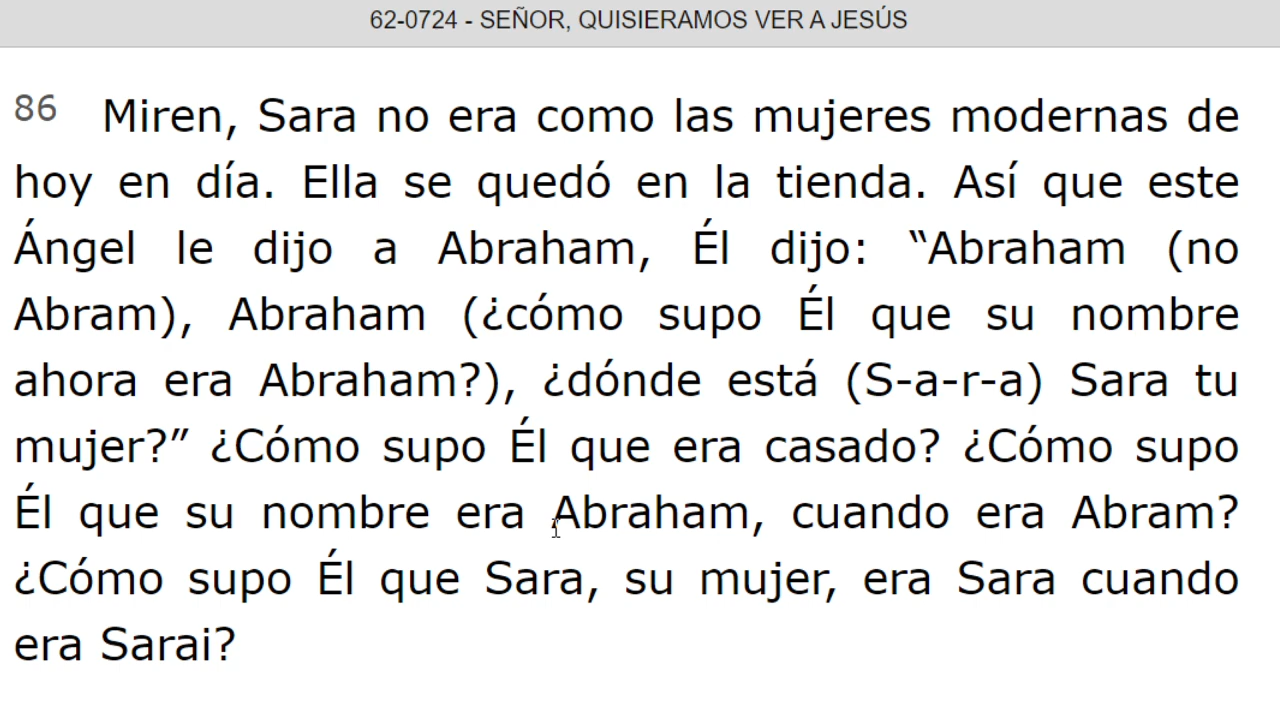 62-0724 - SEÑOR, QUISIERAMOS VER A JESÚS
86 Miren, Sara no era como las mujeres modernas de
hoy en día. Ella se quedó en la tienda. Así que este
Ángel le dijo a Abraham, Él dijo: “Abraham (no
Abram), Abraham (¿cómo supo Él que su nombre
ahora era Abraham?), ¿dónde está (S-a-r-a) Sara tu
mujer?” ¿Cómo supo Él que era casado? ¿Cómo supo
Él que su nombre era Abraham, cuando era Abram?
¿Cómo supo Él que Sara, su mujer, era Sara cuando
era Sarai?